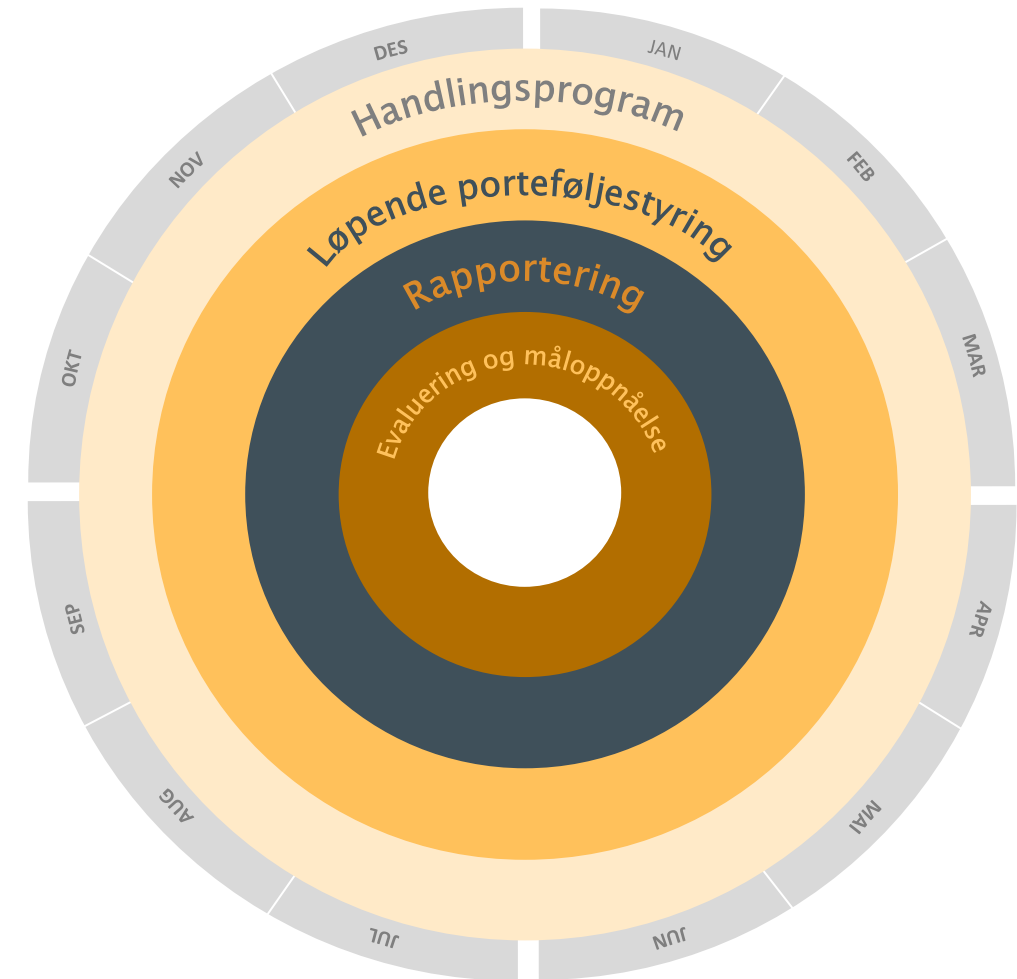 JAN
FEB
MAR
APR
MAI
JUN
JUL
AUG
SEP
OKT
NOV
DES
Handlingsprogram
Løpende porteføljestyring
Rapportering
Evaluering og måloppnåelse